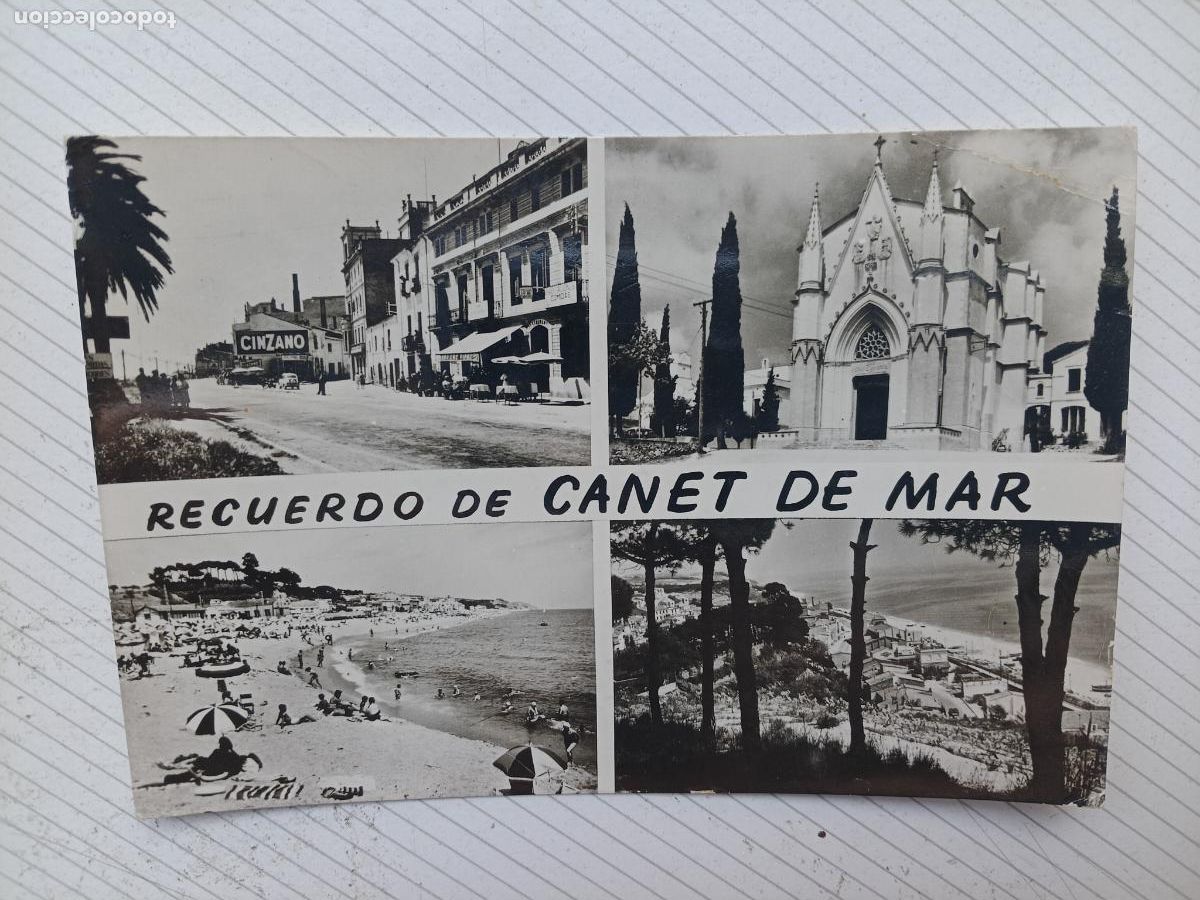 todocoleccion
CINZANO
RECUERDO DE CANET DE MAR